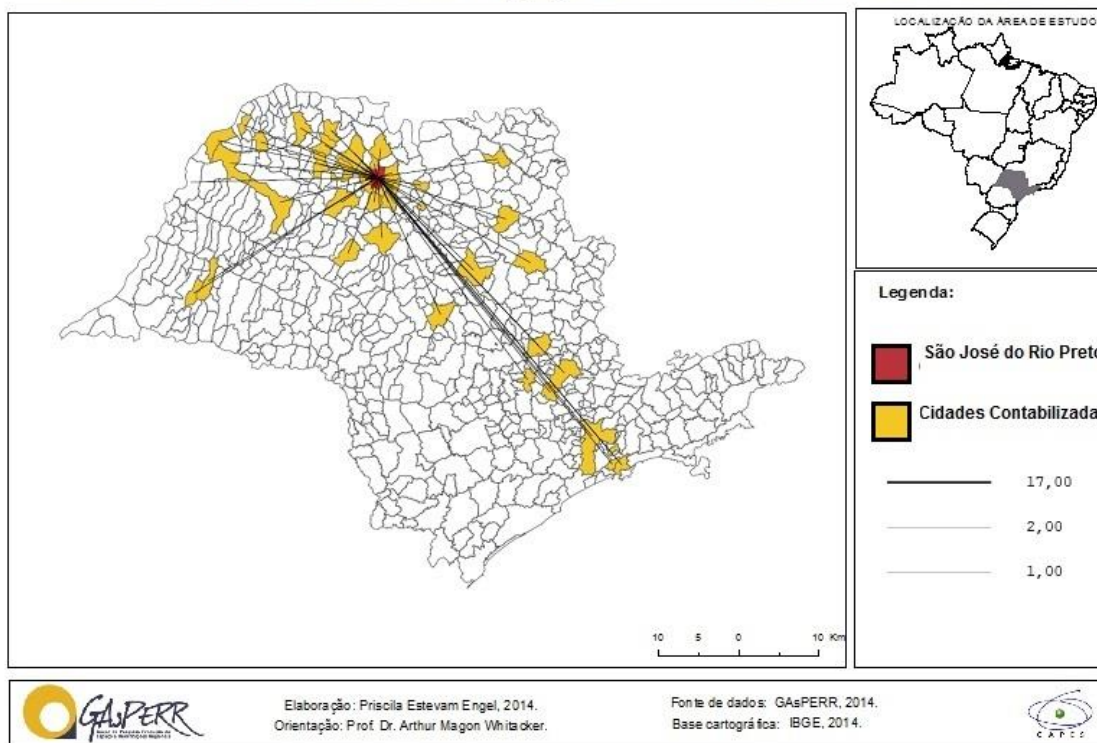 LOCALIZAÇÃO DA ÁREA DE ESTUDO
Legenda:
São José do Rio Preto
Cidades Contabilizada
17,00
2,00
1,00
10 5 0 10 Km
GAsPERR
Elaboração: Priscila Estevam Engel, 2014.
Orientação: Prof. Dr. Arthur Magon Whitacker.
Fonte de dados: GAsPERR, 2014.
Base cartográfica: IBGE, 2014.
CAPES